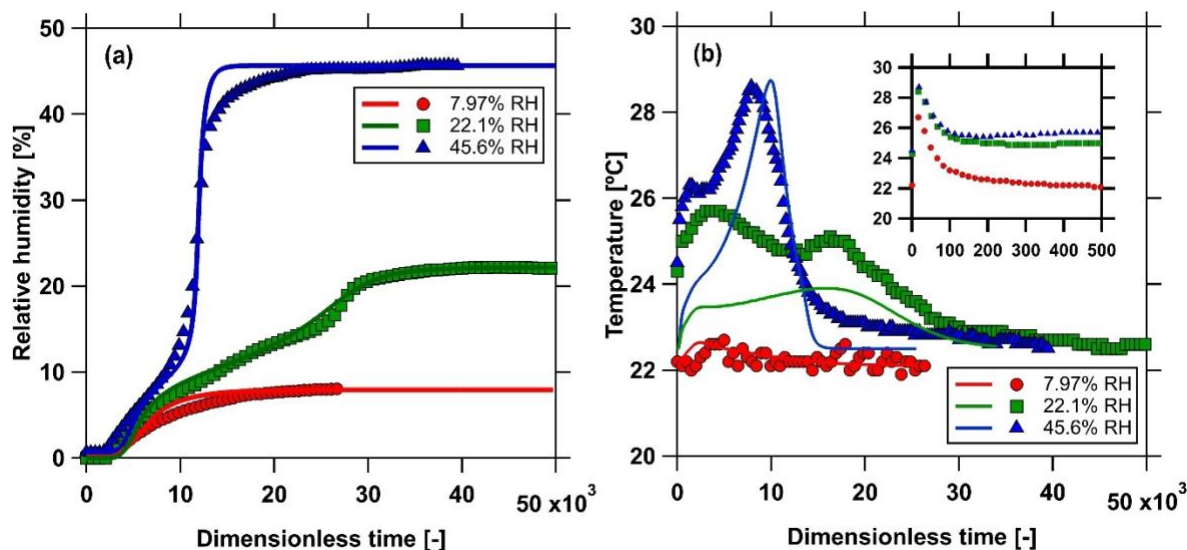 (a)
50
40
30
20
10
0
Relative humidity [%]
7.97% RH
22.1% RH
45.6% RH
0
10
20
30
40
50 x10³
Dimensionless time [-]
(b)
30
28
26
24
22
20
Temperature [ºC]
30
28
26
24
22
20
0
100
200
300
400
500
7.97% RH
22.1% RH
45.6% RH
0
10
20
30
40
50 x10³
Dimensionless time [-]